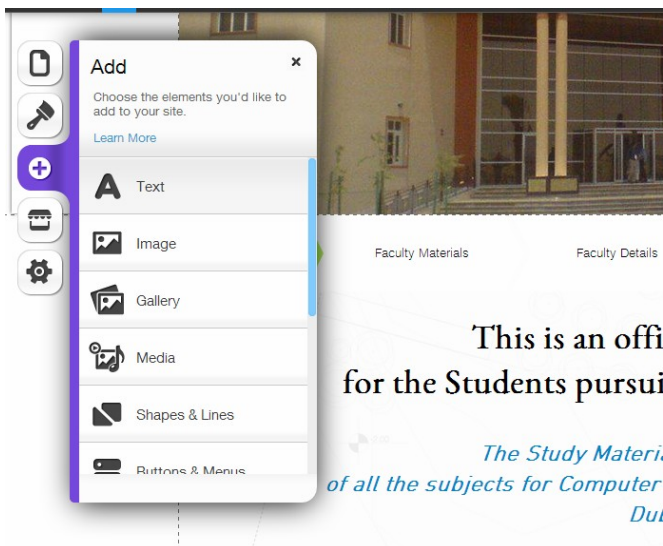 Add
Choose the elements you'd like to
add to your site.
Learn More
Text
Image
Gallery
Media
Shapes & Lines
Buttons & Menus
Faculty Materials
Faculty Details
This is an offi
for the Students pursui
The Study Materia
of all the subjects for Computer
Dub